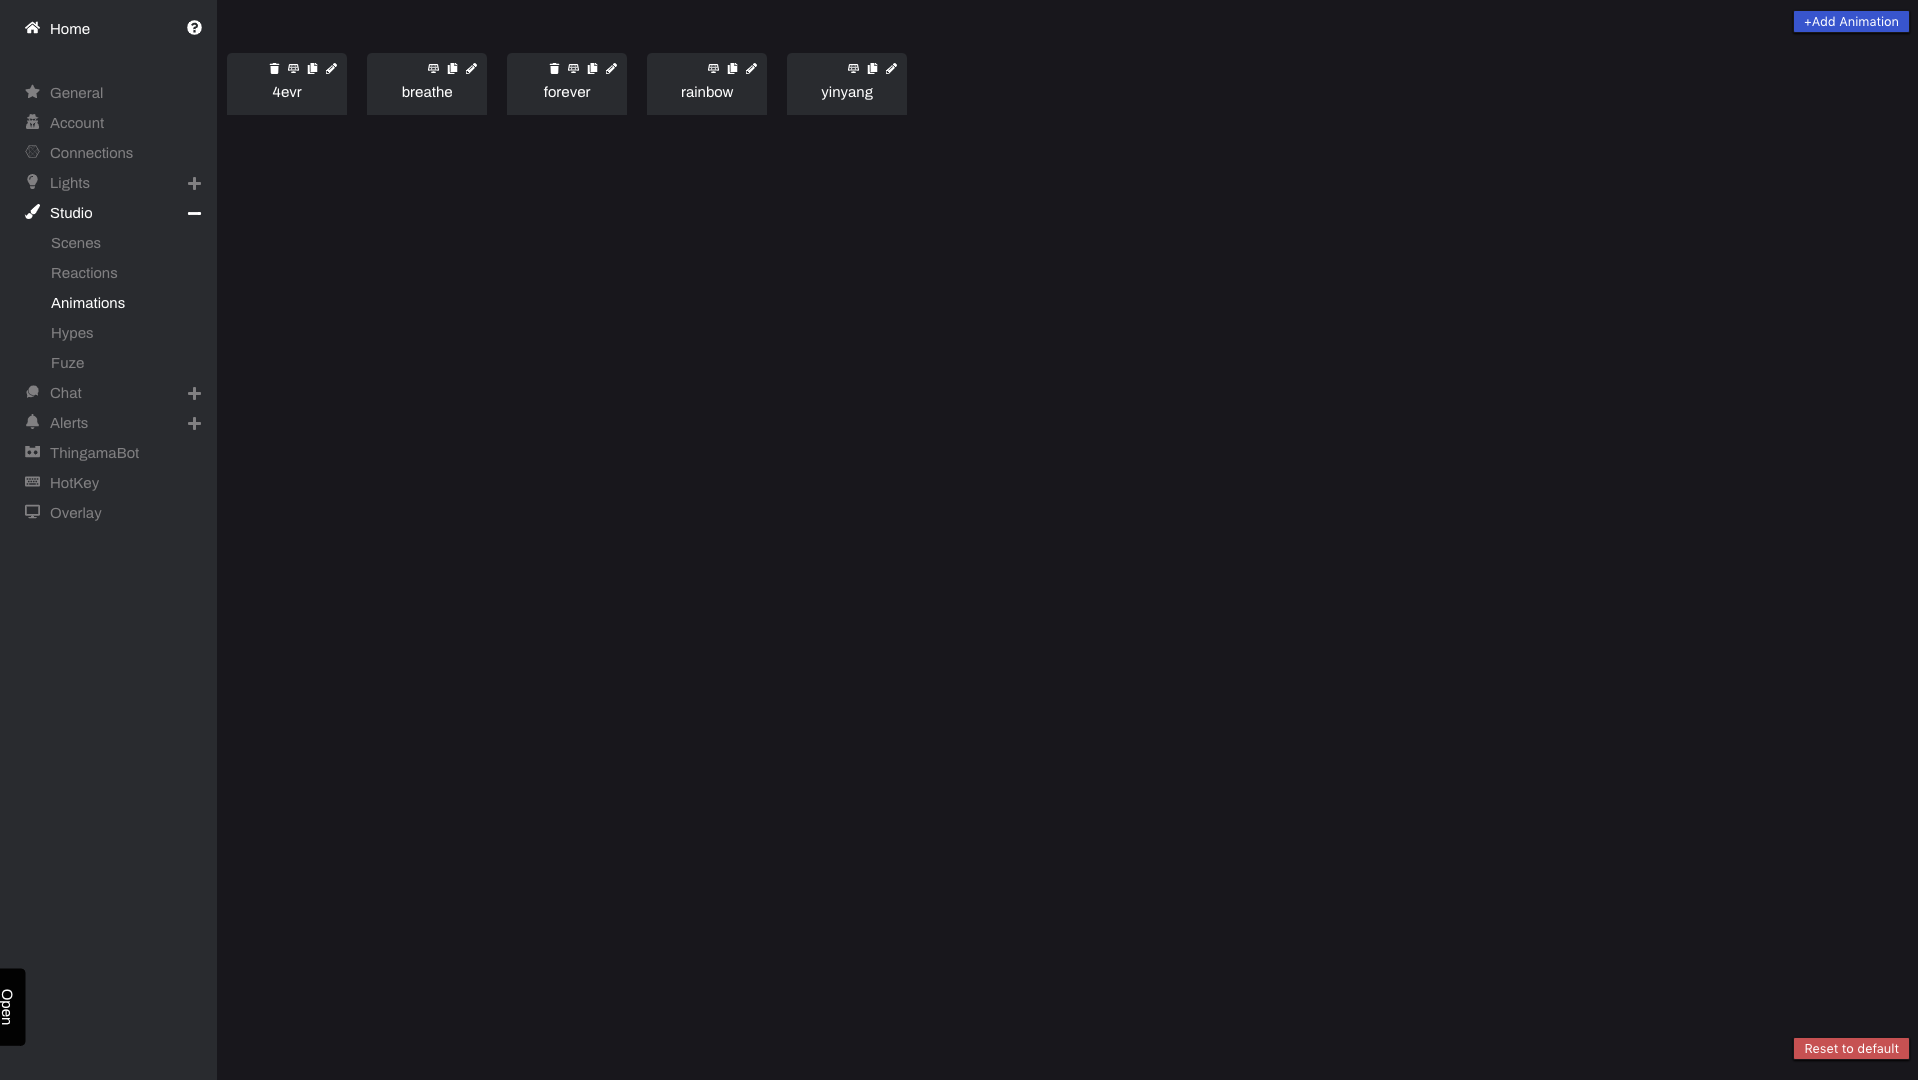 Home
General
Account
Connections
Lights
Studio
Scenes
Reactions
Animations
Hypes
Fuze
Chat
Alerts
ThingamaBot
HotKey
Overlay
Open
+Add Animation
4evr
breathe
forever
rainbow
yinyang
Reset to default